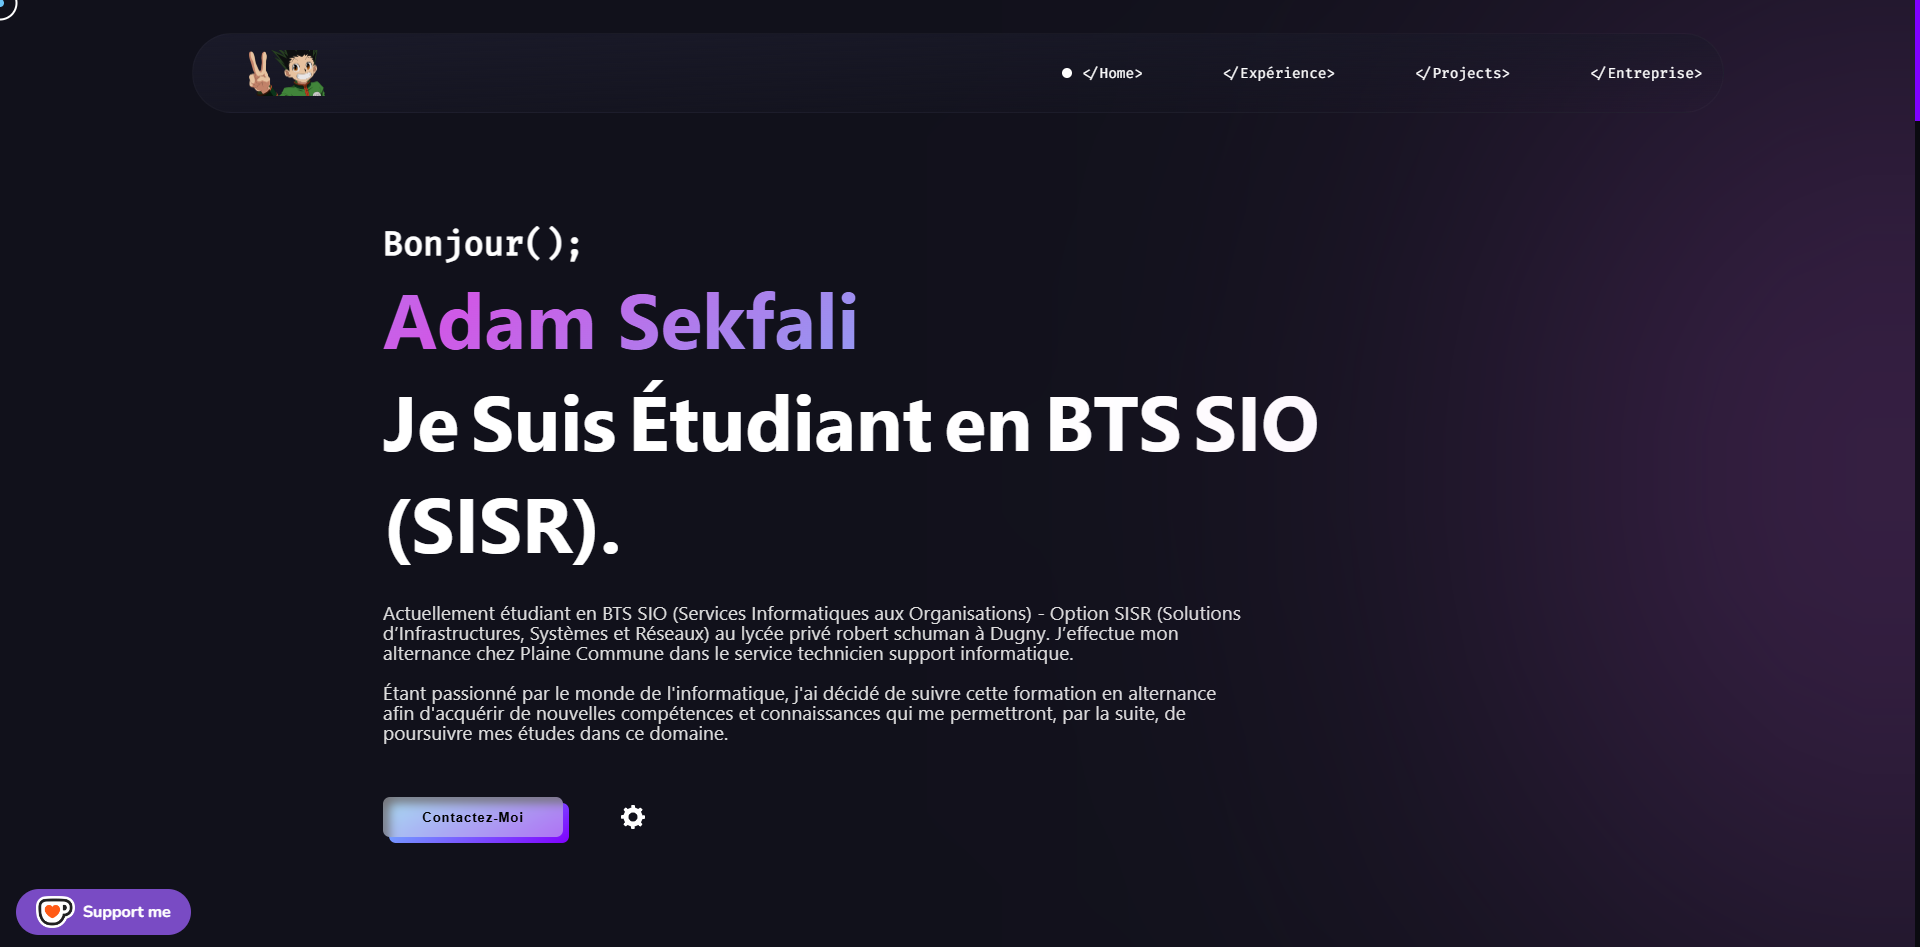 </Home>
</Expérience>
</Projects>
</Entreprise>
Bonjour();
Adam Sekfali
Je Suis Étudiant en BTS SIO
(SISR).
Actuellement étudiant en BTS SIO (Services Informatiques aux Organisations) - Option SISR (Solutions
d’Infrastructures, Systèmes et Réseaux) au lycée privé robert schuman à Dugny. J’effectue mon
alternance chez Plaine Commune dans le service technicien support informatique.
Étant passionné par le monde de l'informatique, j'ai décidé de suivre cette formation en alternance
afin d'acquérir de nouvelles compétences et connaissances qui me permettront, par la suite, de
poursuivre mes études dans ce domaine.
Contactez-Moi
Support me